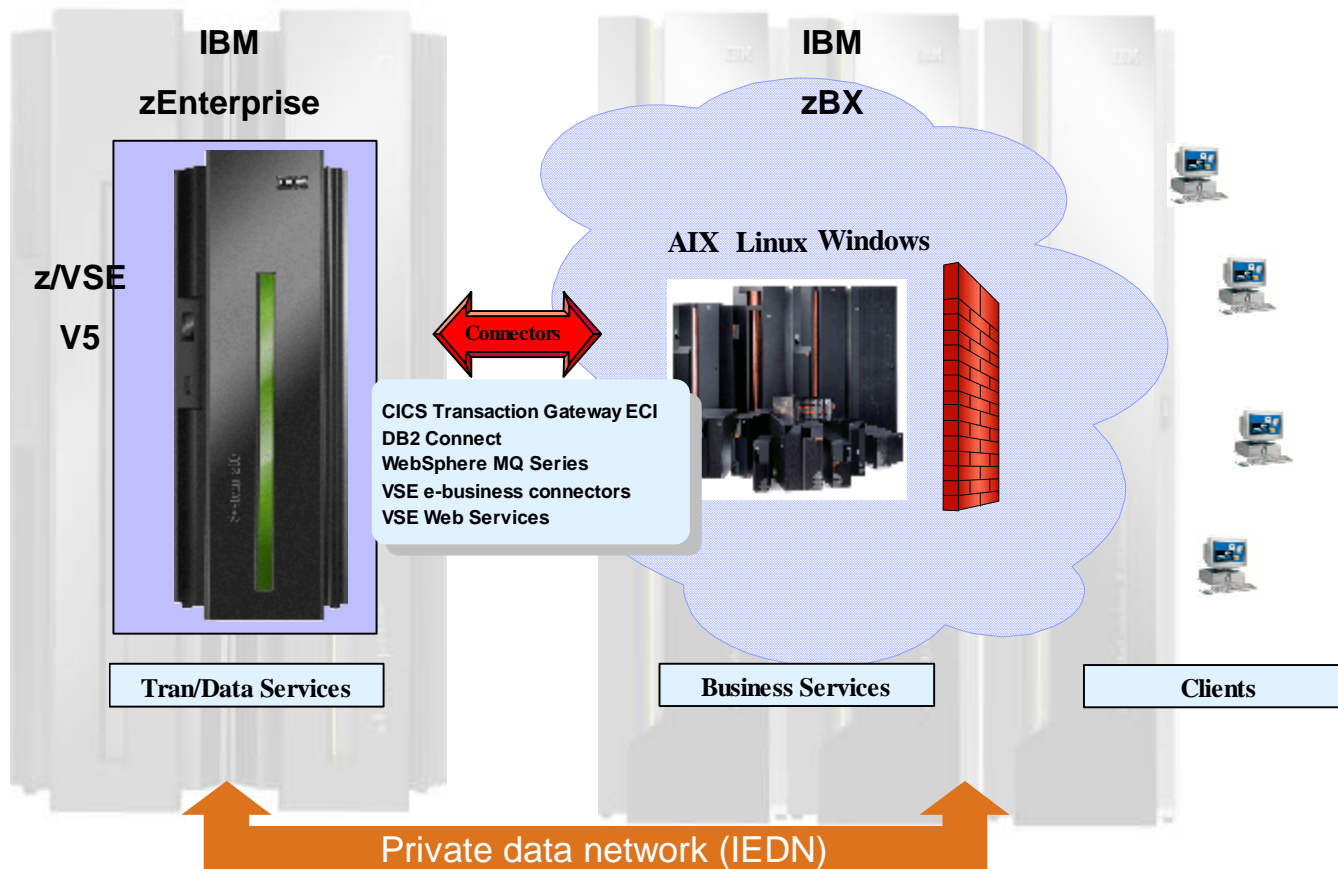 IBM
zEnterprise
IBM
zBX
AIX Linux Windows
z/VSE
V5
Connectors
CICS Transaction Gateway ECI
DB2 Connect
WebSphere MQ Series
VSE e-business connectors
VSE Web Services
Tran/Data Services
Business Services
Clients
Private data network (IEDN)